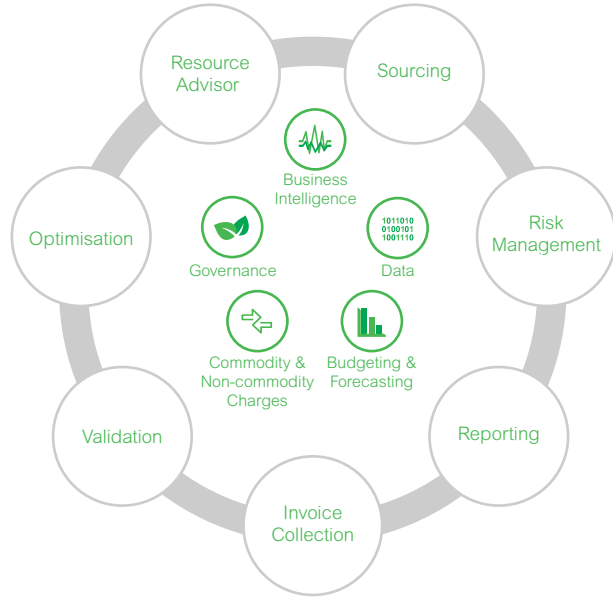 Resource
Advisor
Sourcing
Business
Intelligence
Optimisation
Governance
1011010
0100101
1001110
Data
Risk
Management
Commodity &
Non-commodity
Charges
Budgeting &
Forecasting
Validation
Reporting
Invoice
Collection